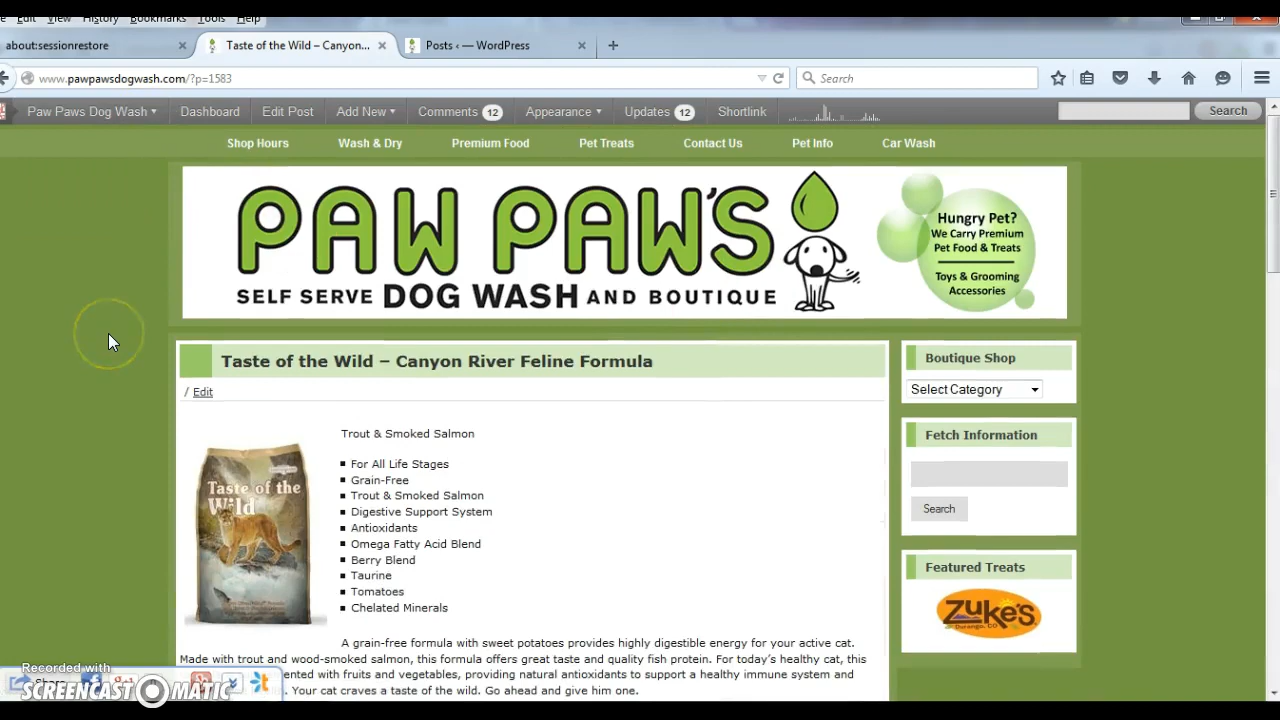 Edit View History Bookmarks Tools Help
about:sessionrestore
Taste of the Wild – Canyon...
Posts ‹ — WordPress
www.pawpawsdogwash.com/?p=1583
Search
Paw Paws Dog Wash Dashboard Edit Post Add New Comments 12 Appearance Updates 12 Shortlink Search
Shop Hours Wash & Dry Premium Food Pet Treats Contact Us Pet Info Car Wash
PAW PAW'S
SELF SERVE DOG WASH AND BOUTIQUE
Hungry Pet?
We Carry Premium
Pet Food & Treats
Toys & Grooming
Accessories
Taste of the Wild – Canyon River Feline Formula
/ Edit
Taste of the
Wild
Trout & Smoked Salmon
For All Life Stages
Grain-Free
Trout & Smoked Salmon
Digestive Support System
Antioxidants
Omega Fatty Acid Blend
Berry Blend
Taurine
Tomatoes
Chelated Minerals
A grain-free formula with sweet potatoes provides highly digestible energy for your active cat.
Made with trout and wood-smoked salmon, this formula offers great taste and quality fish protein. For today's healthy cat, this
ented with fruits and vegetables, providing natural antioxidants to support a healthy immune system and
. Your cat craves a taste of the wild. Go ahead and give him one.
Boutique Shop
Select Category
Fetch Information
Search
Featured Treats
ZUKE'S
Durango, CO
Recorded with
SCREENCAST-O-MATIC